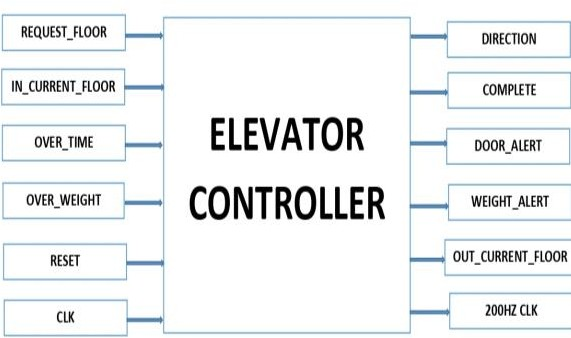 REQUEST_FLOOR
IN_CURRENT_FLOOR
OVER_TIME
OVER_WEIGHT
RESET
CLK
ELEVATOR
CONTROLLER
DIRECTION
COMPLETE
DOOR_ALERT
WEIGHT_ALERT
OUT_CURRENT_FLOOR
200HZ CLK